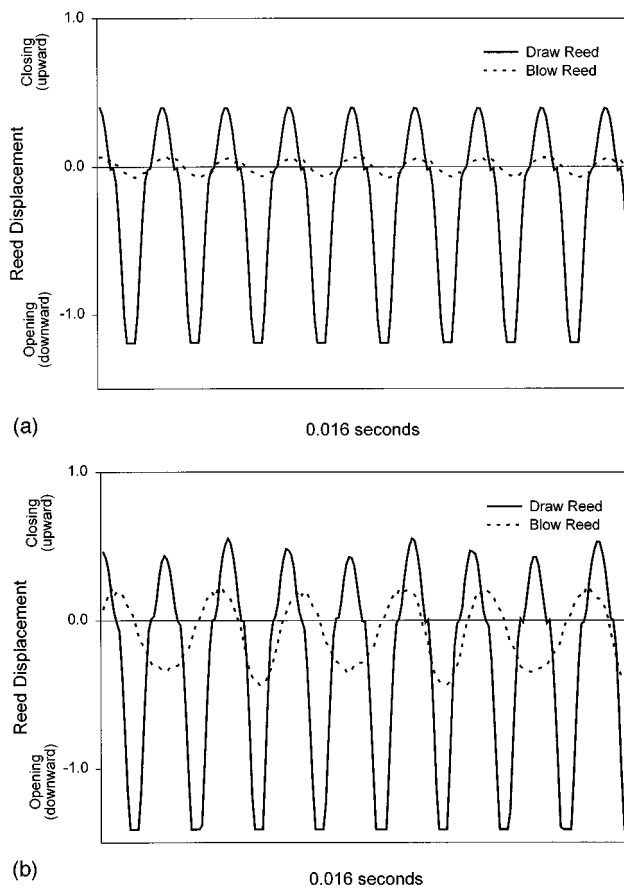 1.0
Closing
(upward)
Draw Reed
Blow Reed
Reed Displacement
0.0
Opening
(downward)
-1.0
(a)
0.016 seconds
1.0
Closing
(upward)
Draw Reed
Blow Reed
Reed Displacement
0.0
Opening
(downward)
-1.0
(b)
0.016 seconds